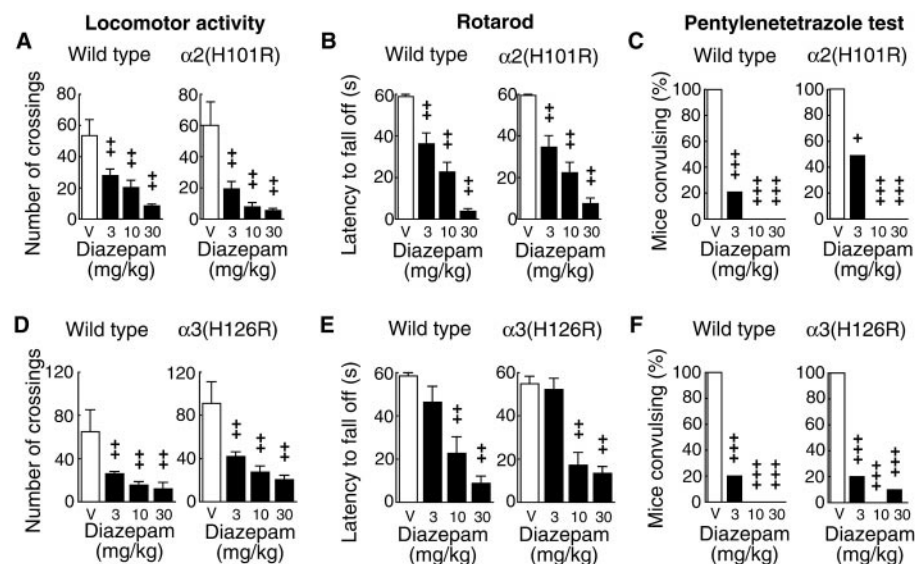 Locomotor activity
Rotarod
Pentylenetetrazole test
A
Wild type
α2(H101R)
Number of crossings
80
60
40
20
0
80
60
40
20
0
‡
‡
‡
‡
‡
‡
V 3 10 30
V 3 10 30
Diazepam
(mg/kg)
Diazepam
(mg/kg)
B
Wild type
α2(H101R)
Latency to fall off (s)
60
40
20
0
60
40
20
0
‡
‡
‡
‡
‡
‡
V 3 10 30
V 3 10 30
Diazepam
(mg/kg)
Diazepam
(mg/kg)
C
Wild type
α2(H101R)
Mice convulsing (%)
100
80
60
40
20
0
100
80
60
40
20
0
+++
+++
+++
+
+++
+++
V 3 10 30
V 3 10 30
Diazepam
(mg/kg)
Diazepam
(mg/kg)
D
Wild type
α3(H126R)
Number of crossings
120
80
40
0
120
80
40
0
‡
‡
‡
‡
‡
‡
V 3 10 30
V 3 10 30
Diazepam
(mg/kg)
Diazepam
(mg/kg)
E
Wild type
α3(H126R)
Latency to fall off (s)
60
40
20
0
60
40
20
0
‡
‡
‡
‡
V 3 10 30
V 3 10 30
Diazepam
(mg/kg)
Diazepam
(mg/kg)
F
Wild type
α3(H126R)
Mice convulsing (%)
100
80
60
40
20
0
100
80
60
40
20
0
+++
+++
+++
+++
+++
+++
V 3 10 30
V 3 10 30
Diazepam
(mg/kg)
Diazepam
(mg/kg)